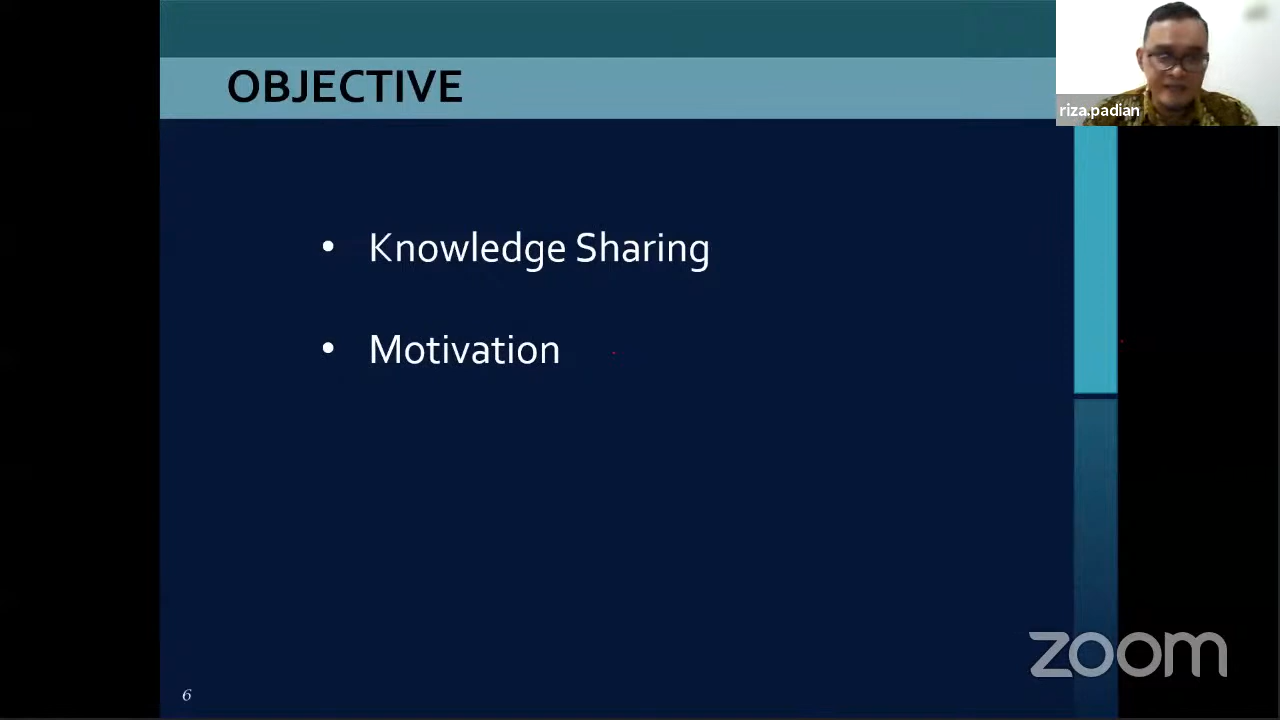 OBJECTIVE
riza.padian
• Knowledge Sharing
• Motivation
zoom
6